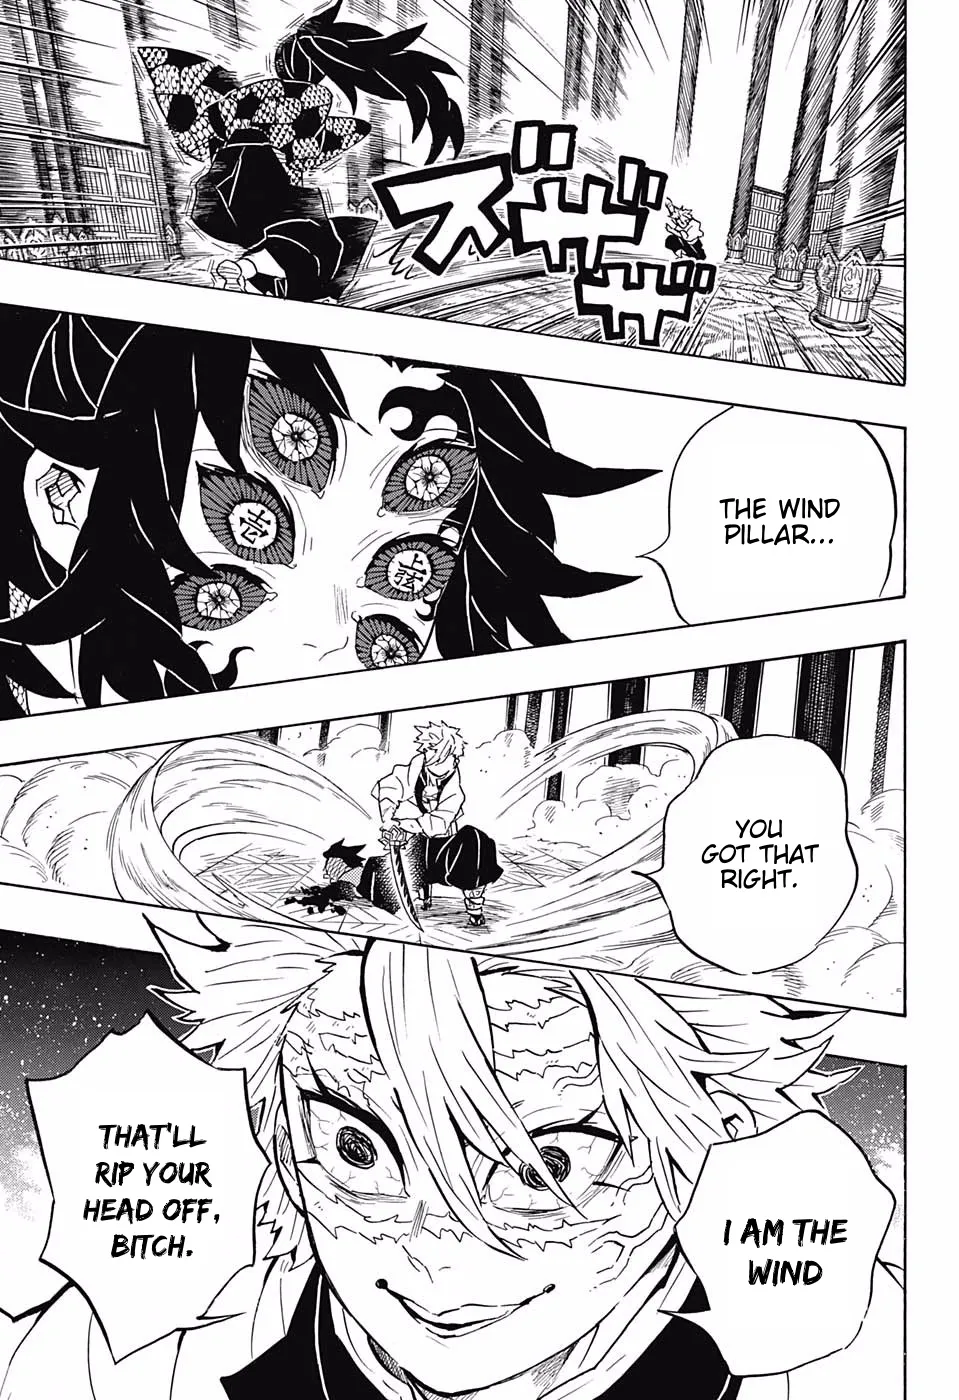 ズザザ
THE WIND
PILLAR...
壱
上弦
YOU
GOT THAT
RIGHT.
I AM THE
WIND
THAT'LL
RIP YOUR
HEAD OFF,
BITCH.